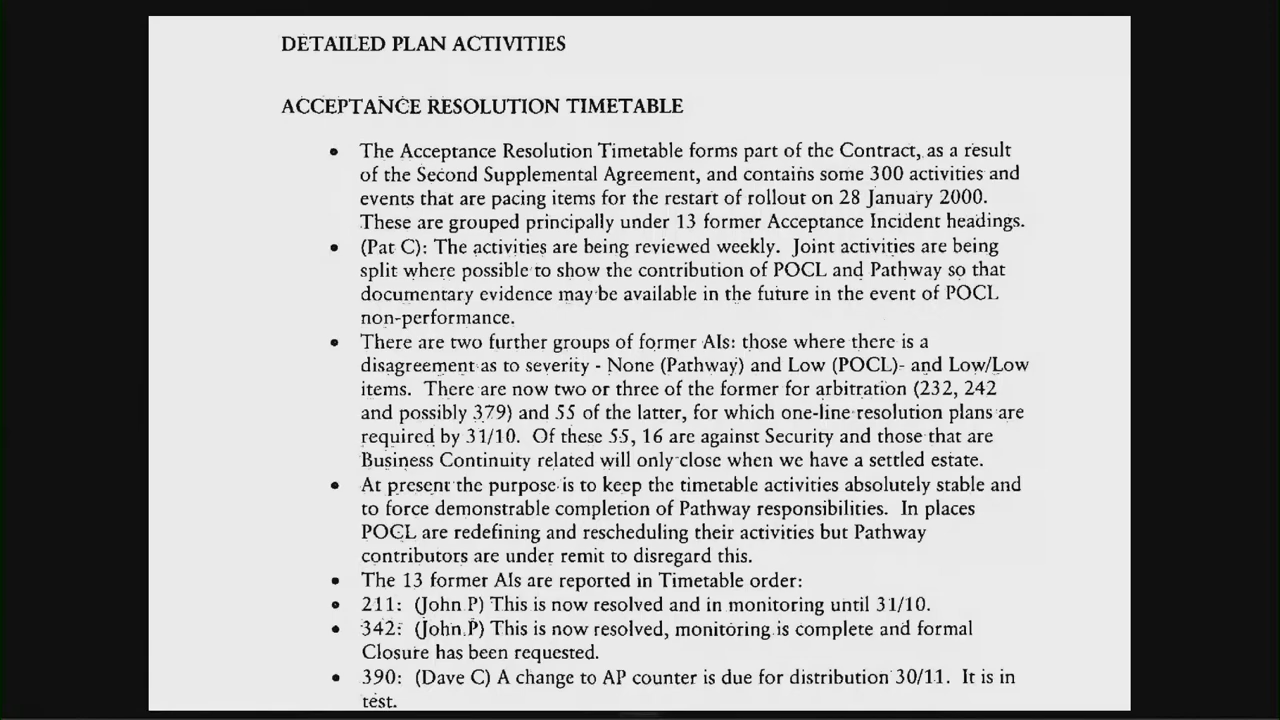 DETAILED PLAN ACTIVITIES
ACCEPTANCE RESOLUTION TIMETABLE
• The Acceptance Resolution Timetable forms part of the Contract, as a result
of the Second Supplemental Agreement, and contains some 300 activities and
events that are pacing items for the restart of rollout on 28 January 2000.
These are grouped principally under 13 former Acceptance Incident headings.
• (Pat C): The activities are being reviewed weekly. Joint activities are being
split where possible to show the contribution of POCL and Pathway so that
documentary evidence may be available in the future in the event of POCL
non-performance.
• There are two further groups of former AIs: those where there is a
disagreement as to severity - None (Pathway) and Low (POCL)- and Low/Low
items. There are now two or three of the former for arbitration (232, 242
and possibly 379) and 55 of the latter, for which one-line resolution plans are
required by 31/10. Of these 55, 16 are against Security and those that are
Business Continuity related will only close when we have a settled estate.
• At present the purpose is to keep the timetable activities absolutely stable and
to force demonstrable completion of Pathway responsibilities. In places
POCL are redefining and rescheduling their activities but Pathway
contributors are under remit to disregard this.
• The 13 former AIs are reported in Timetable order:
• 211: (John P) This is now resolved and in monitoring until 31/10.
• 342: (John P) This is now resolved, monitoring is complete and formal
Closure has been requested.
• 390: (Dave C) A change to AP counter is due for distribution 30/11. It is in
test.